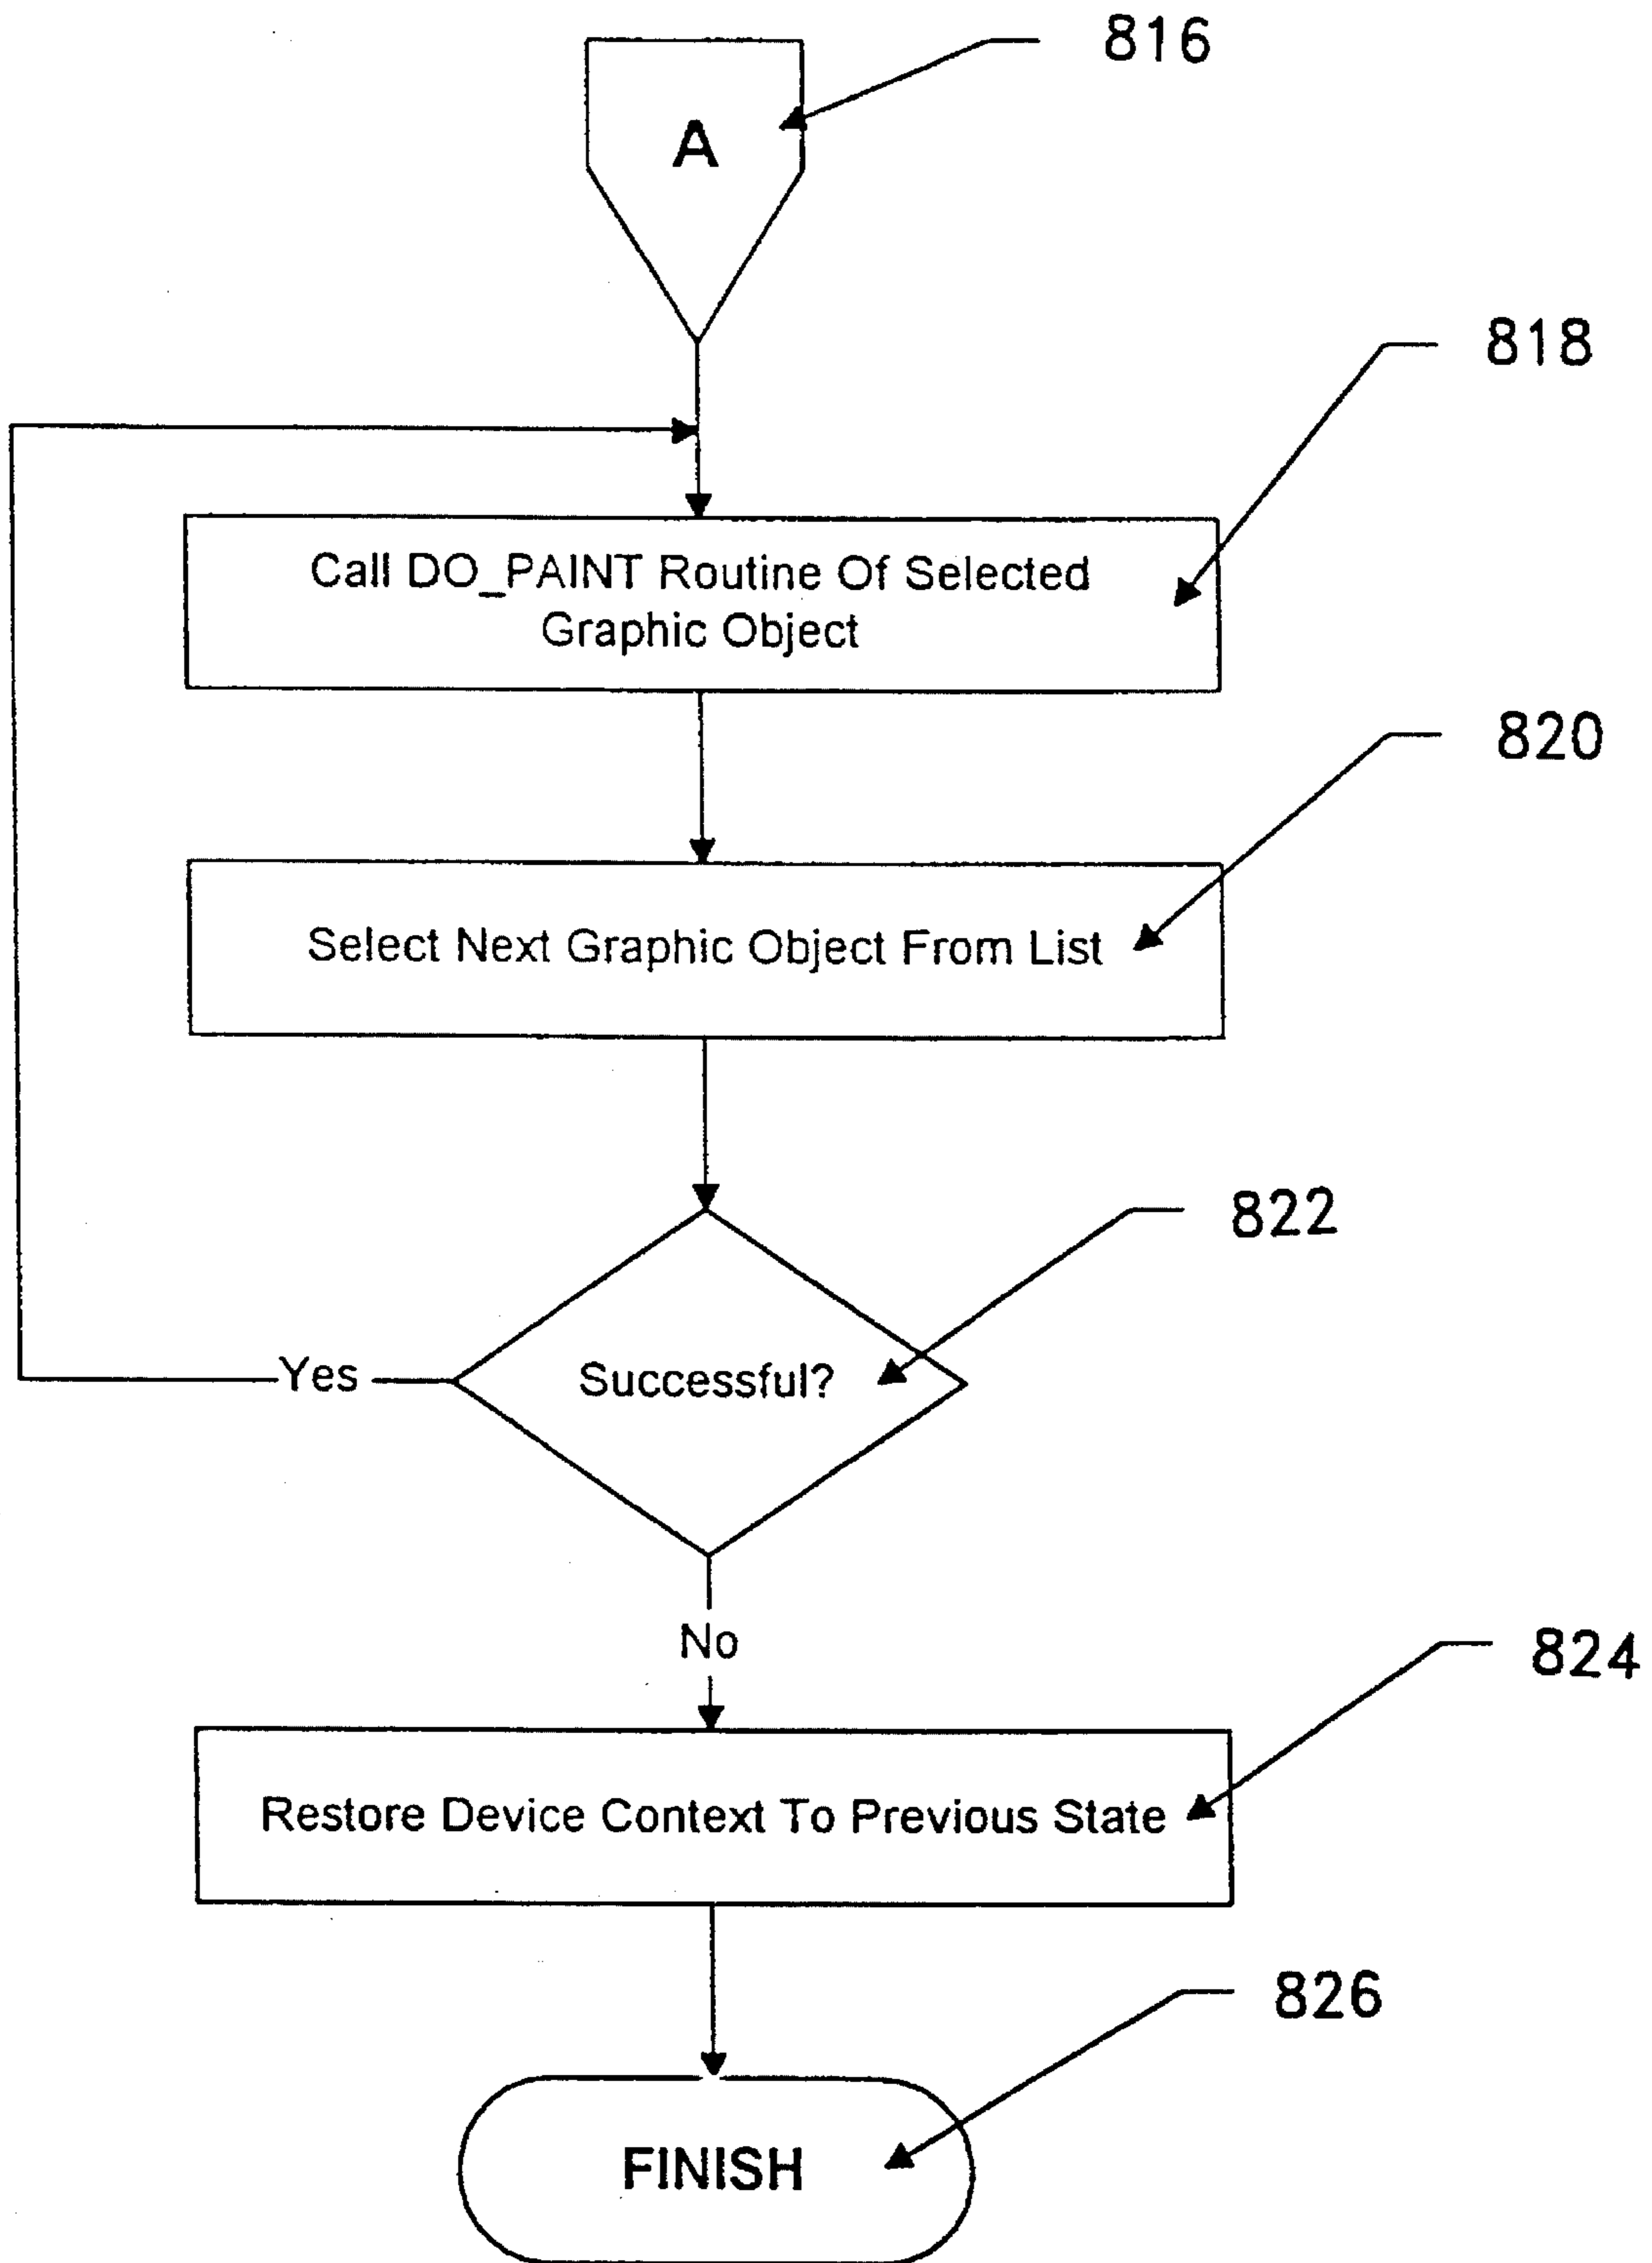 816
A
818
Call DO_PAINT Routine Of Selected
Graphic Object
820
Select Next Graphic Object From List
822
Yes
Successful?
No
824
Restore Device Context To Previous State
826
FINISH